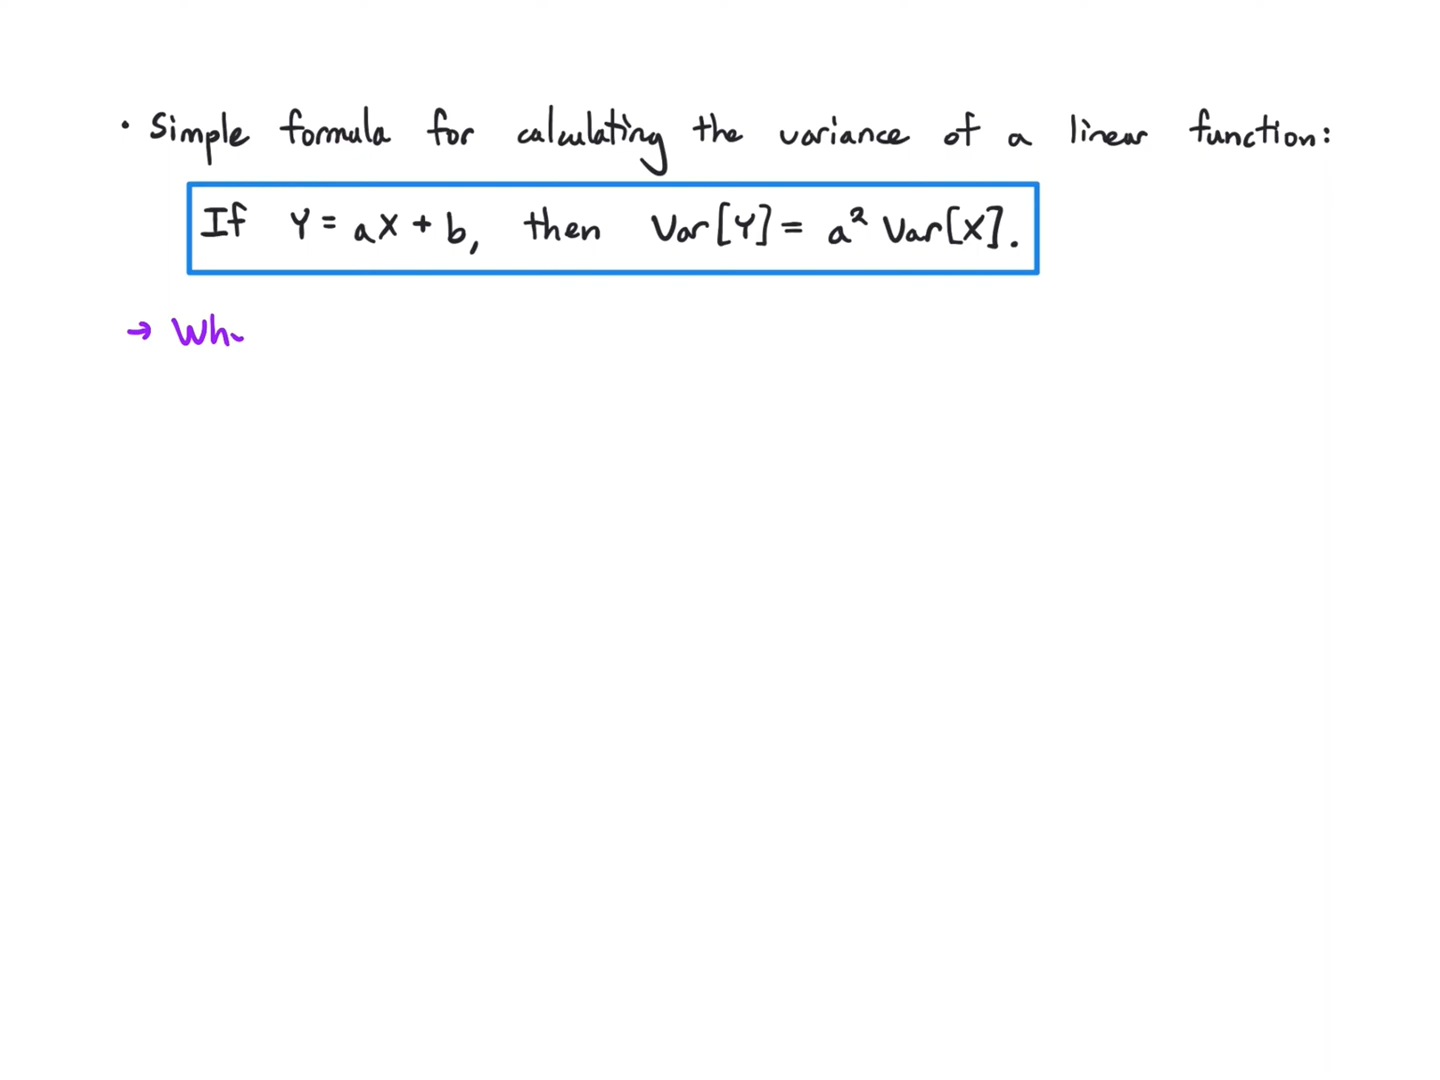 • Simple formula for calculating the variance of a linear function:
If Y = aX + b, then Var[Y] = a² Var[X].
→ Wh